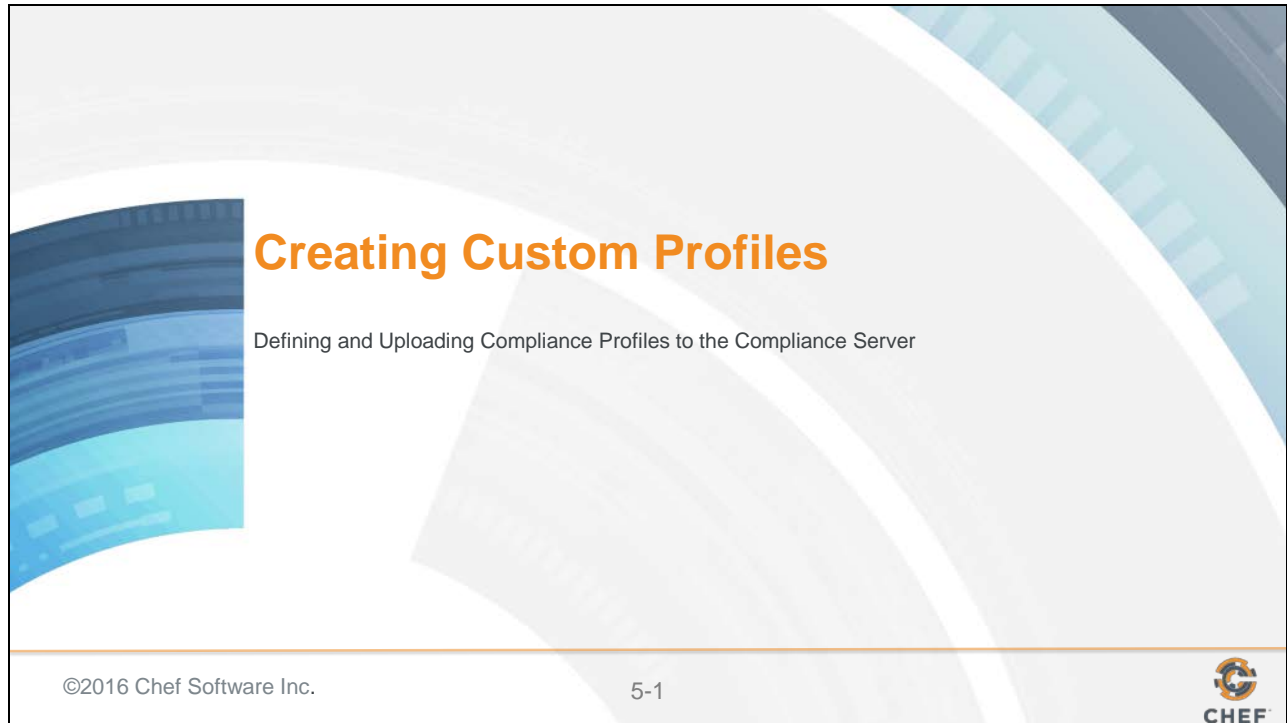 Creating Custom Profiles
Defining and Uploading Compliance Profiles to the Compliance Server
©2016 Chef Software Inc.
5-1
CHEF